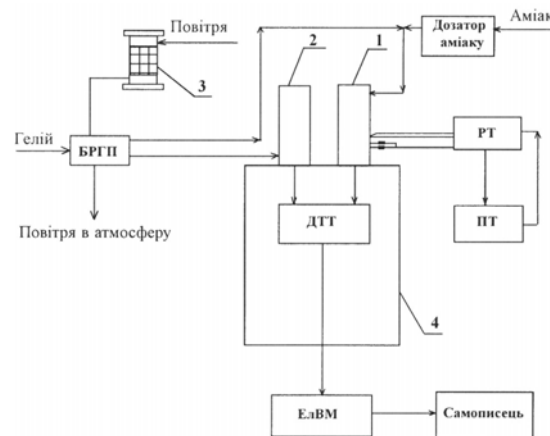 Повітря
3
2
1
Дозатор
аміаку
Аміак
Гелій
БРГП
РТ
ПТ
Повітря в атмосферу
ДТТ
4
ЕлВМ
Самописець